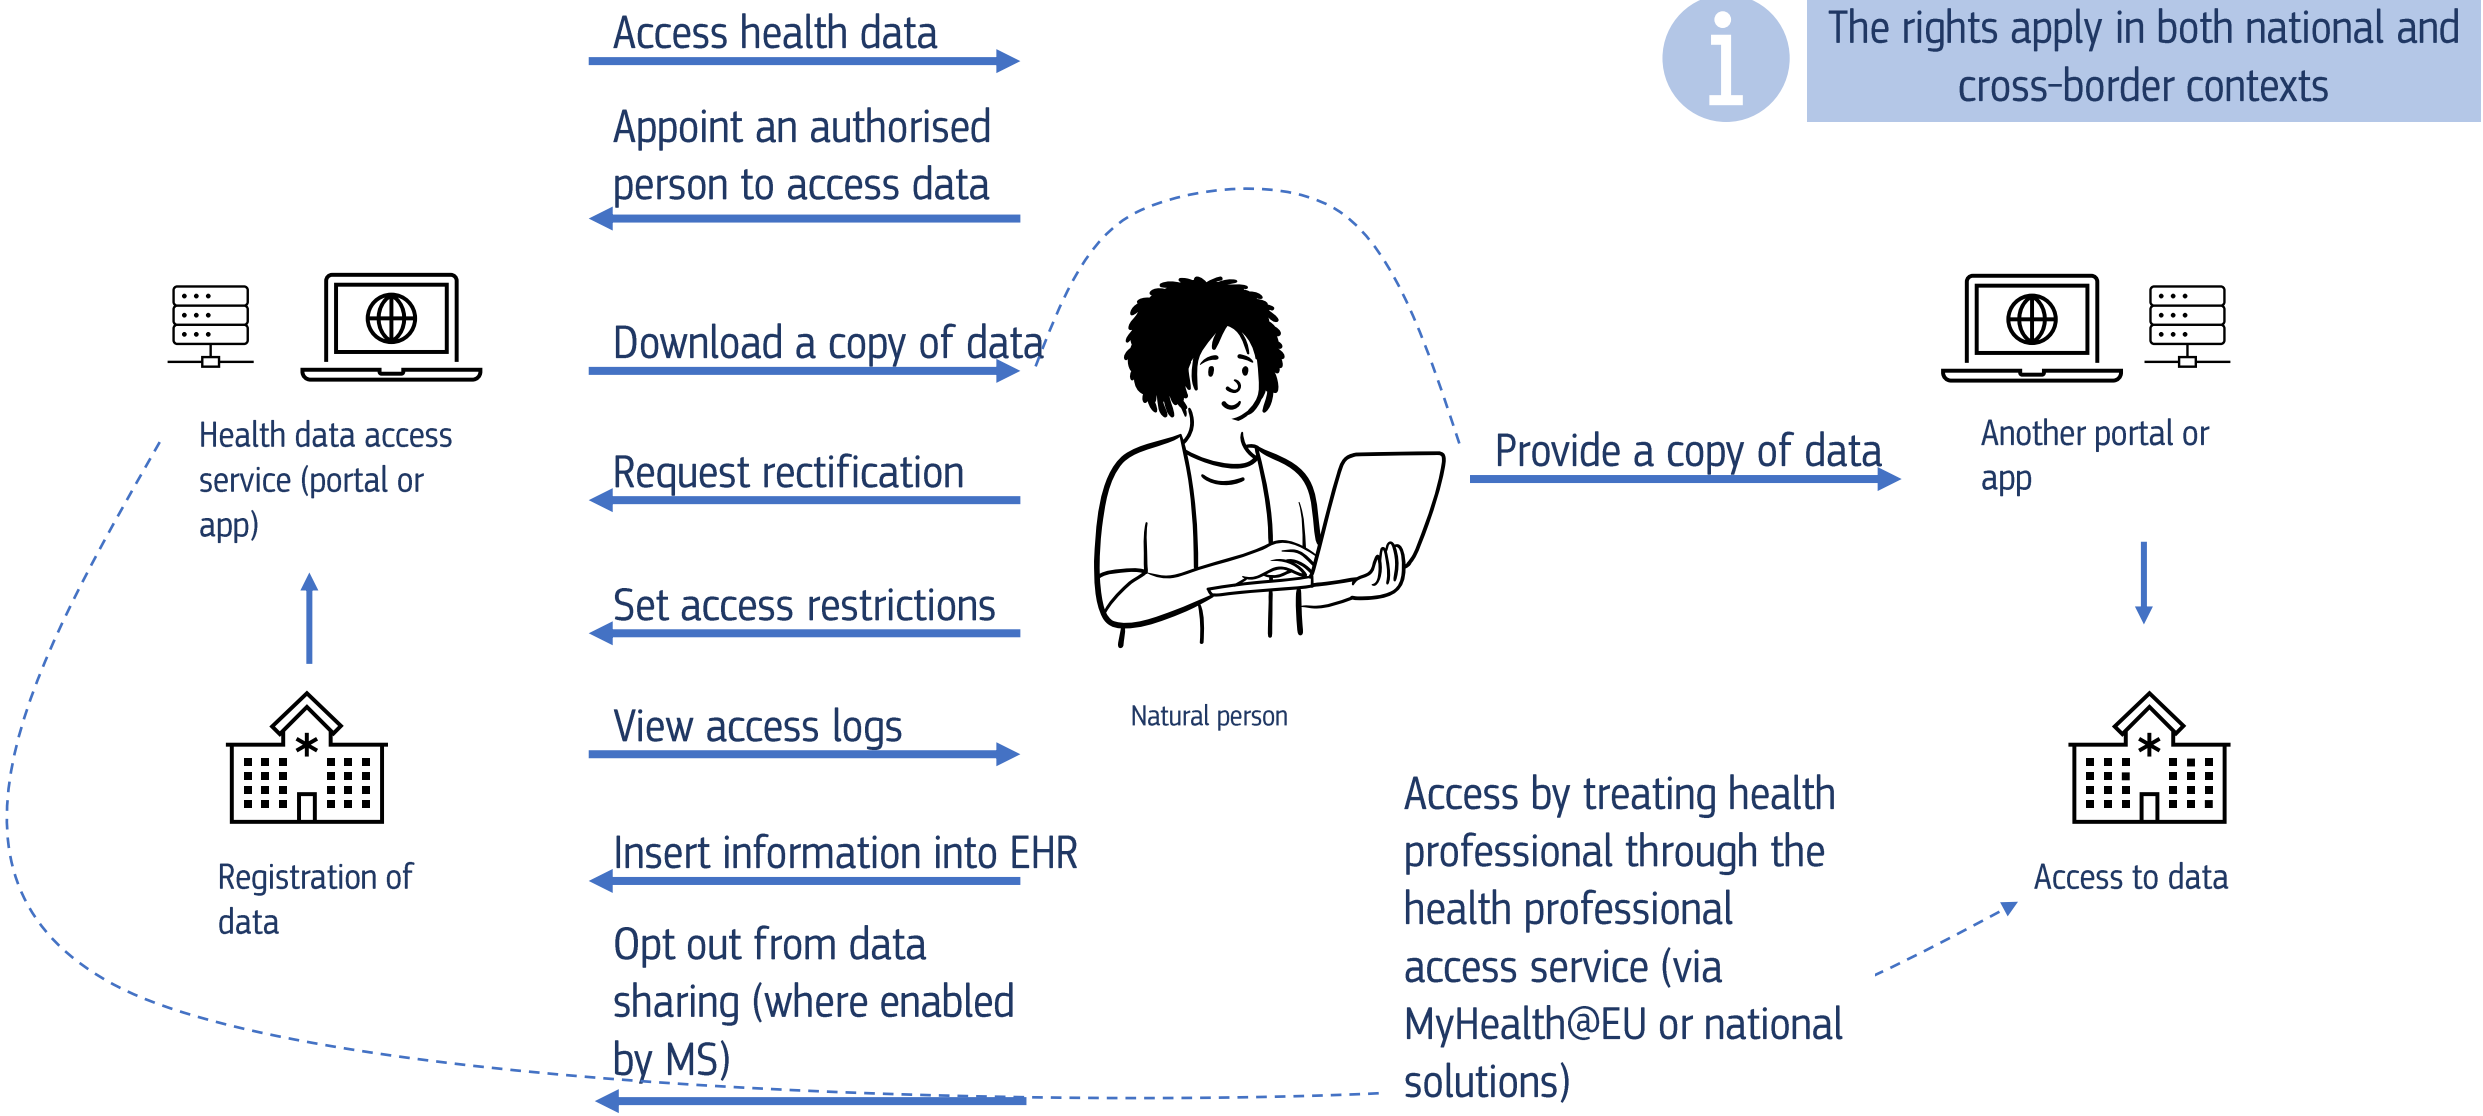 Access health data
The rights apply in both national and
cross-border contexts
Appoint an authorised
person to access data
Download a copy of data
Health data access
service (portal or
app)
Request rectification
Provide a copy of data
Another portal or
app
Set access restrictions
View access logs
Natural person
Insert information into EHR
Registration of
data
Opt out from data
sharing (where enabled
by MS)
Access by treating health
professional through the
health professional
access service (via
MyHealth@EU or national
solutions)
Access to data